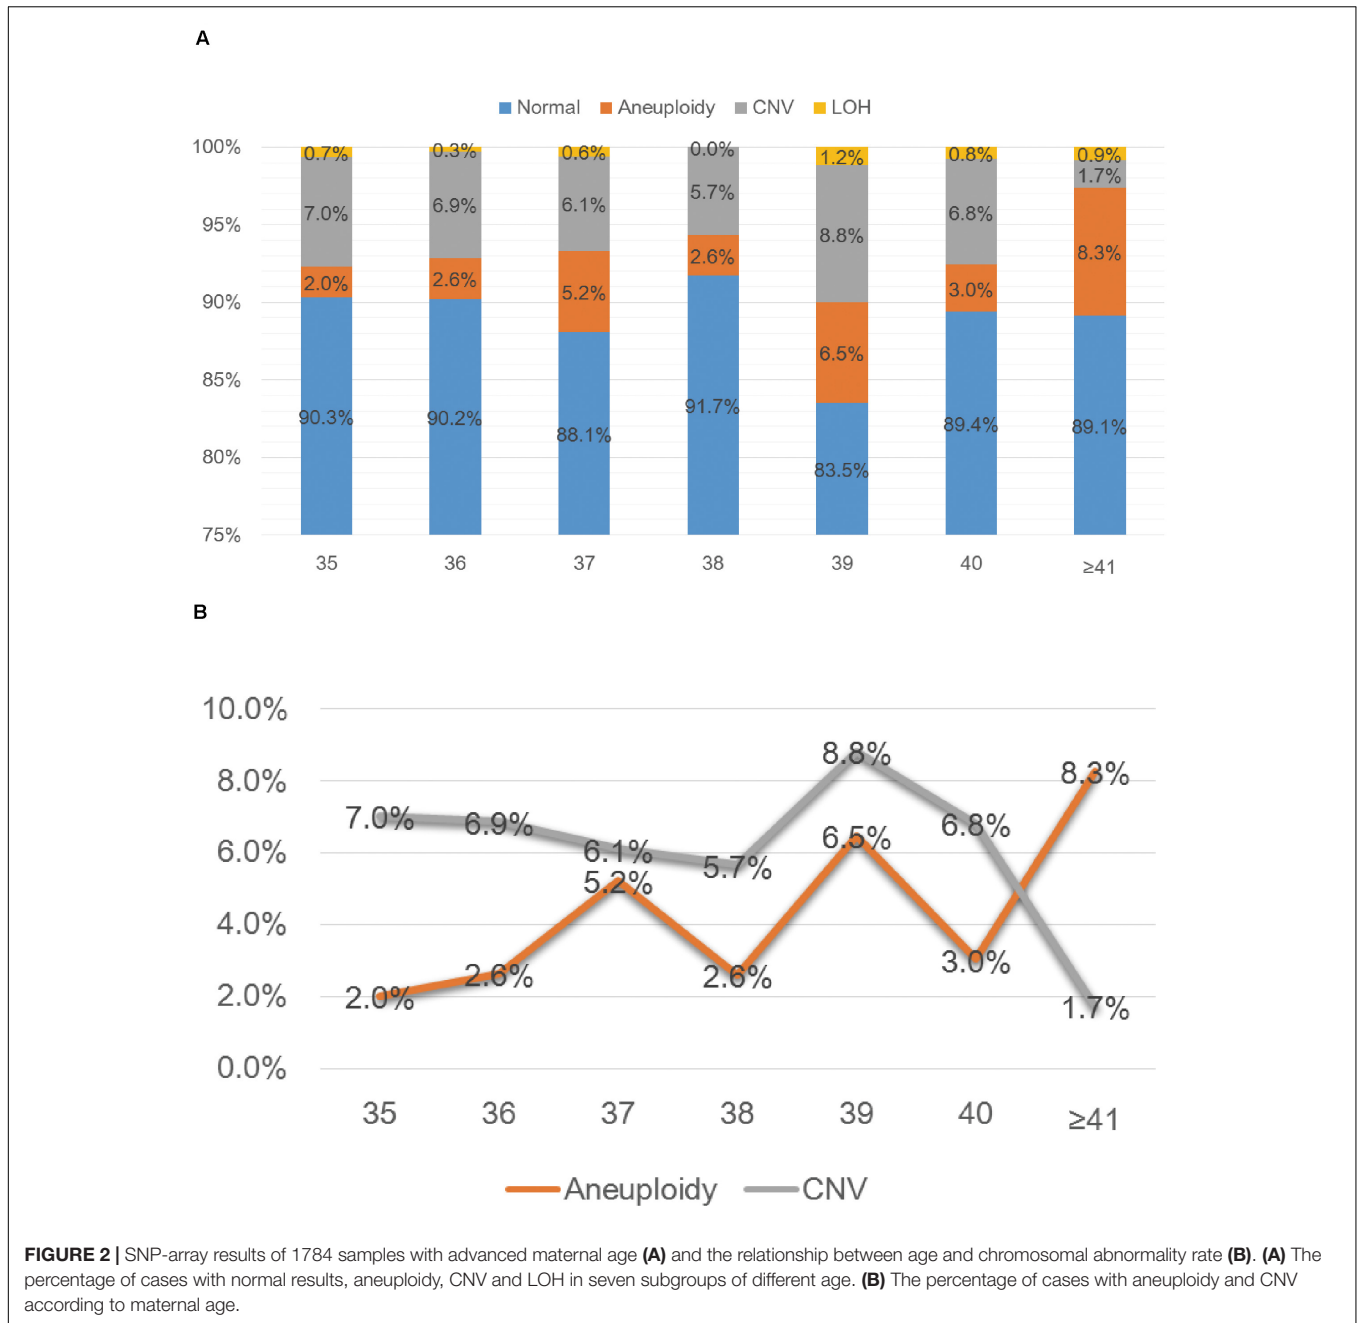 A
Normal Aneuploidy CNV LOH
100%
95%
90%
85%
80%
75%
0.7% 0.3% 0.6% 0.0% 1.2% 0.8% 0.9%
7.0% 6.9% 6.1% 5.7% 8.8% 6.8% 1.7%
2.0% 2.6% 5.2% 2.6% 6.5% 3.0% 8.3%
90.3% 90.2% 88.1% 91.7% 83.5% 89.4% 89.1%
35 36 37 38 39 40 ≥41
B
10.0%
8.0%
6.0%
4.0%
2.0%
0.0%
7.0% 6.9% 6.1% 5.7% 8.8% 6.8% 1.7%
2.0% 2.6% 5.2% 2.6% 6.5% 3.0% 8.3%
35 36 37 38 39 40 ≥41
Aneuploidy CNV
FIGURE 2 | SNP-array results of 1784 samples with advanced maternal age (A) and the relationship between age and chromosomal abnormality rate (B). (A) The
percentage of cases with normal results, aneuploidy, CNV and LOH in seven subgroups of different age. (B) The percentage of cases with aneuploidy and CNV
according to maternal age.